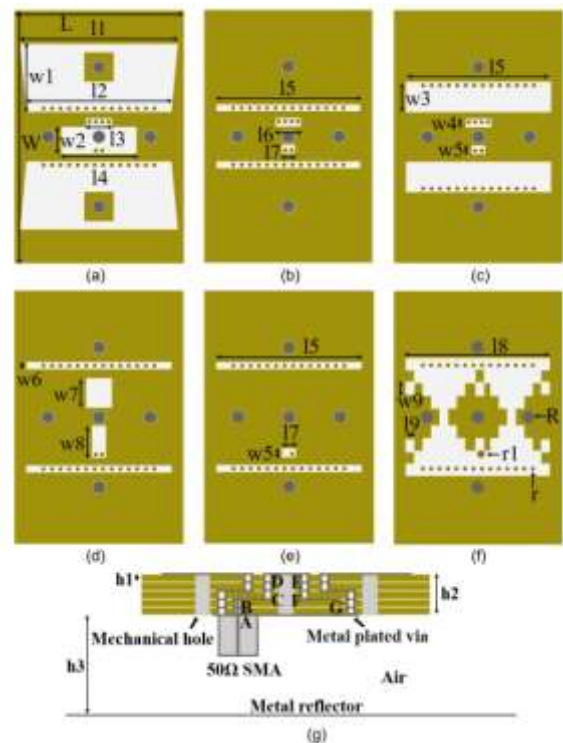 L
l1
w1
l2
W
w2
l3
l4
l5
l6
l7
l5
w3
w4
w5
(a)
(b)
(c)
w6
w7
w8
l5
l7
w5
l8
w9
l9
R
r1
r
(d)
(e)
(f)
h1
D E
C F
B G
A
h2
Mechanical hole
Metal plated via
h3
50Ω SMA
Air
Metal reflector
(g)